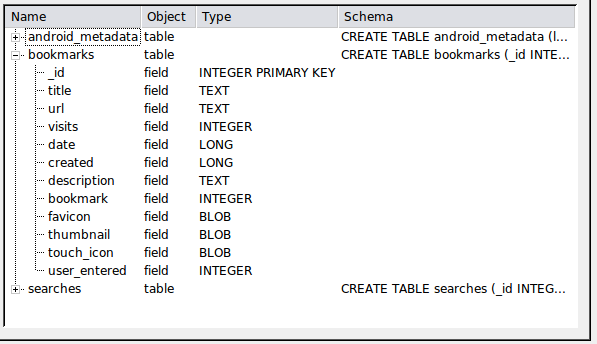 Name Object Type Schema
android_metadata table CREATE TABLE android_metadata (l...
bookmarks table CREATE TABLE bookmarks (_id INTE...
_id field INTEGER PRIMARY KEY
title field TEXT
url field TEXT
visits field INTEGER
date field LONG
created field LONG
description field TEXT
bookmark field INTEGER
favicon field BLOB
thumbnail field BLOB
touch_icon field BLOB
user_entered field INTEGER
searches table CREATE TABLE searches (_id INTEG...